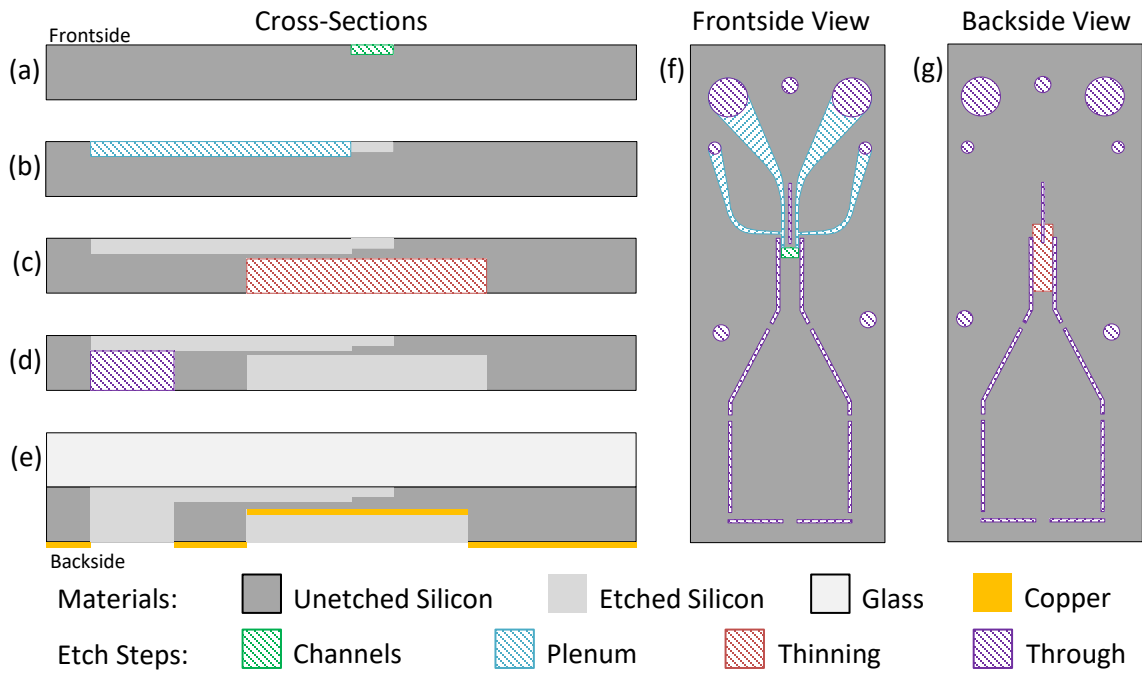 Cross-Sections
Frontside View
Backside View
Frontside
(a)
(b)
(c)
(d)
(e)
(f)
(g)
Backside
Materials: Unetched Silicon Etched Silicon Glass Copper
Etch Steps: Channels Plenum Thinning Through